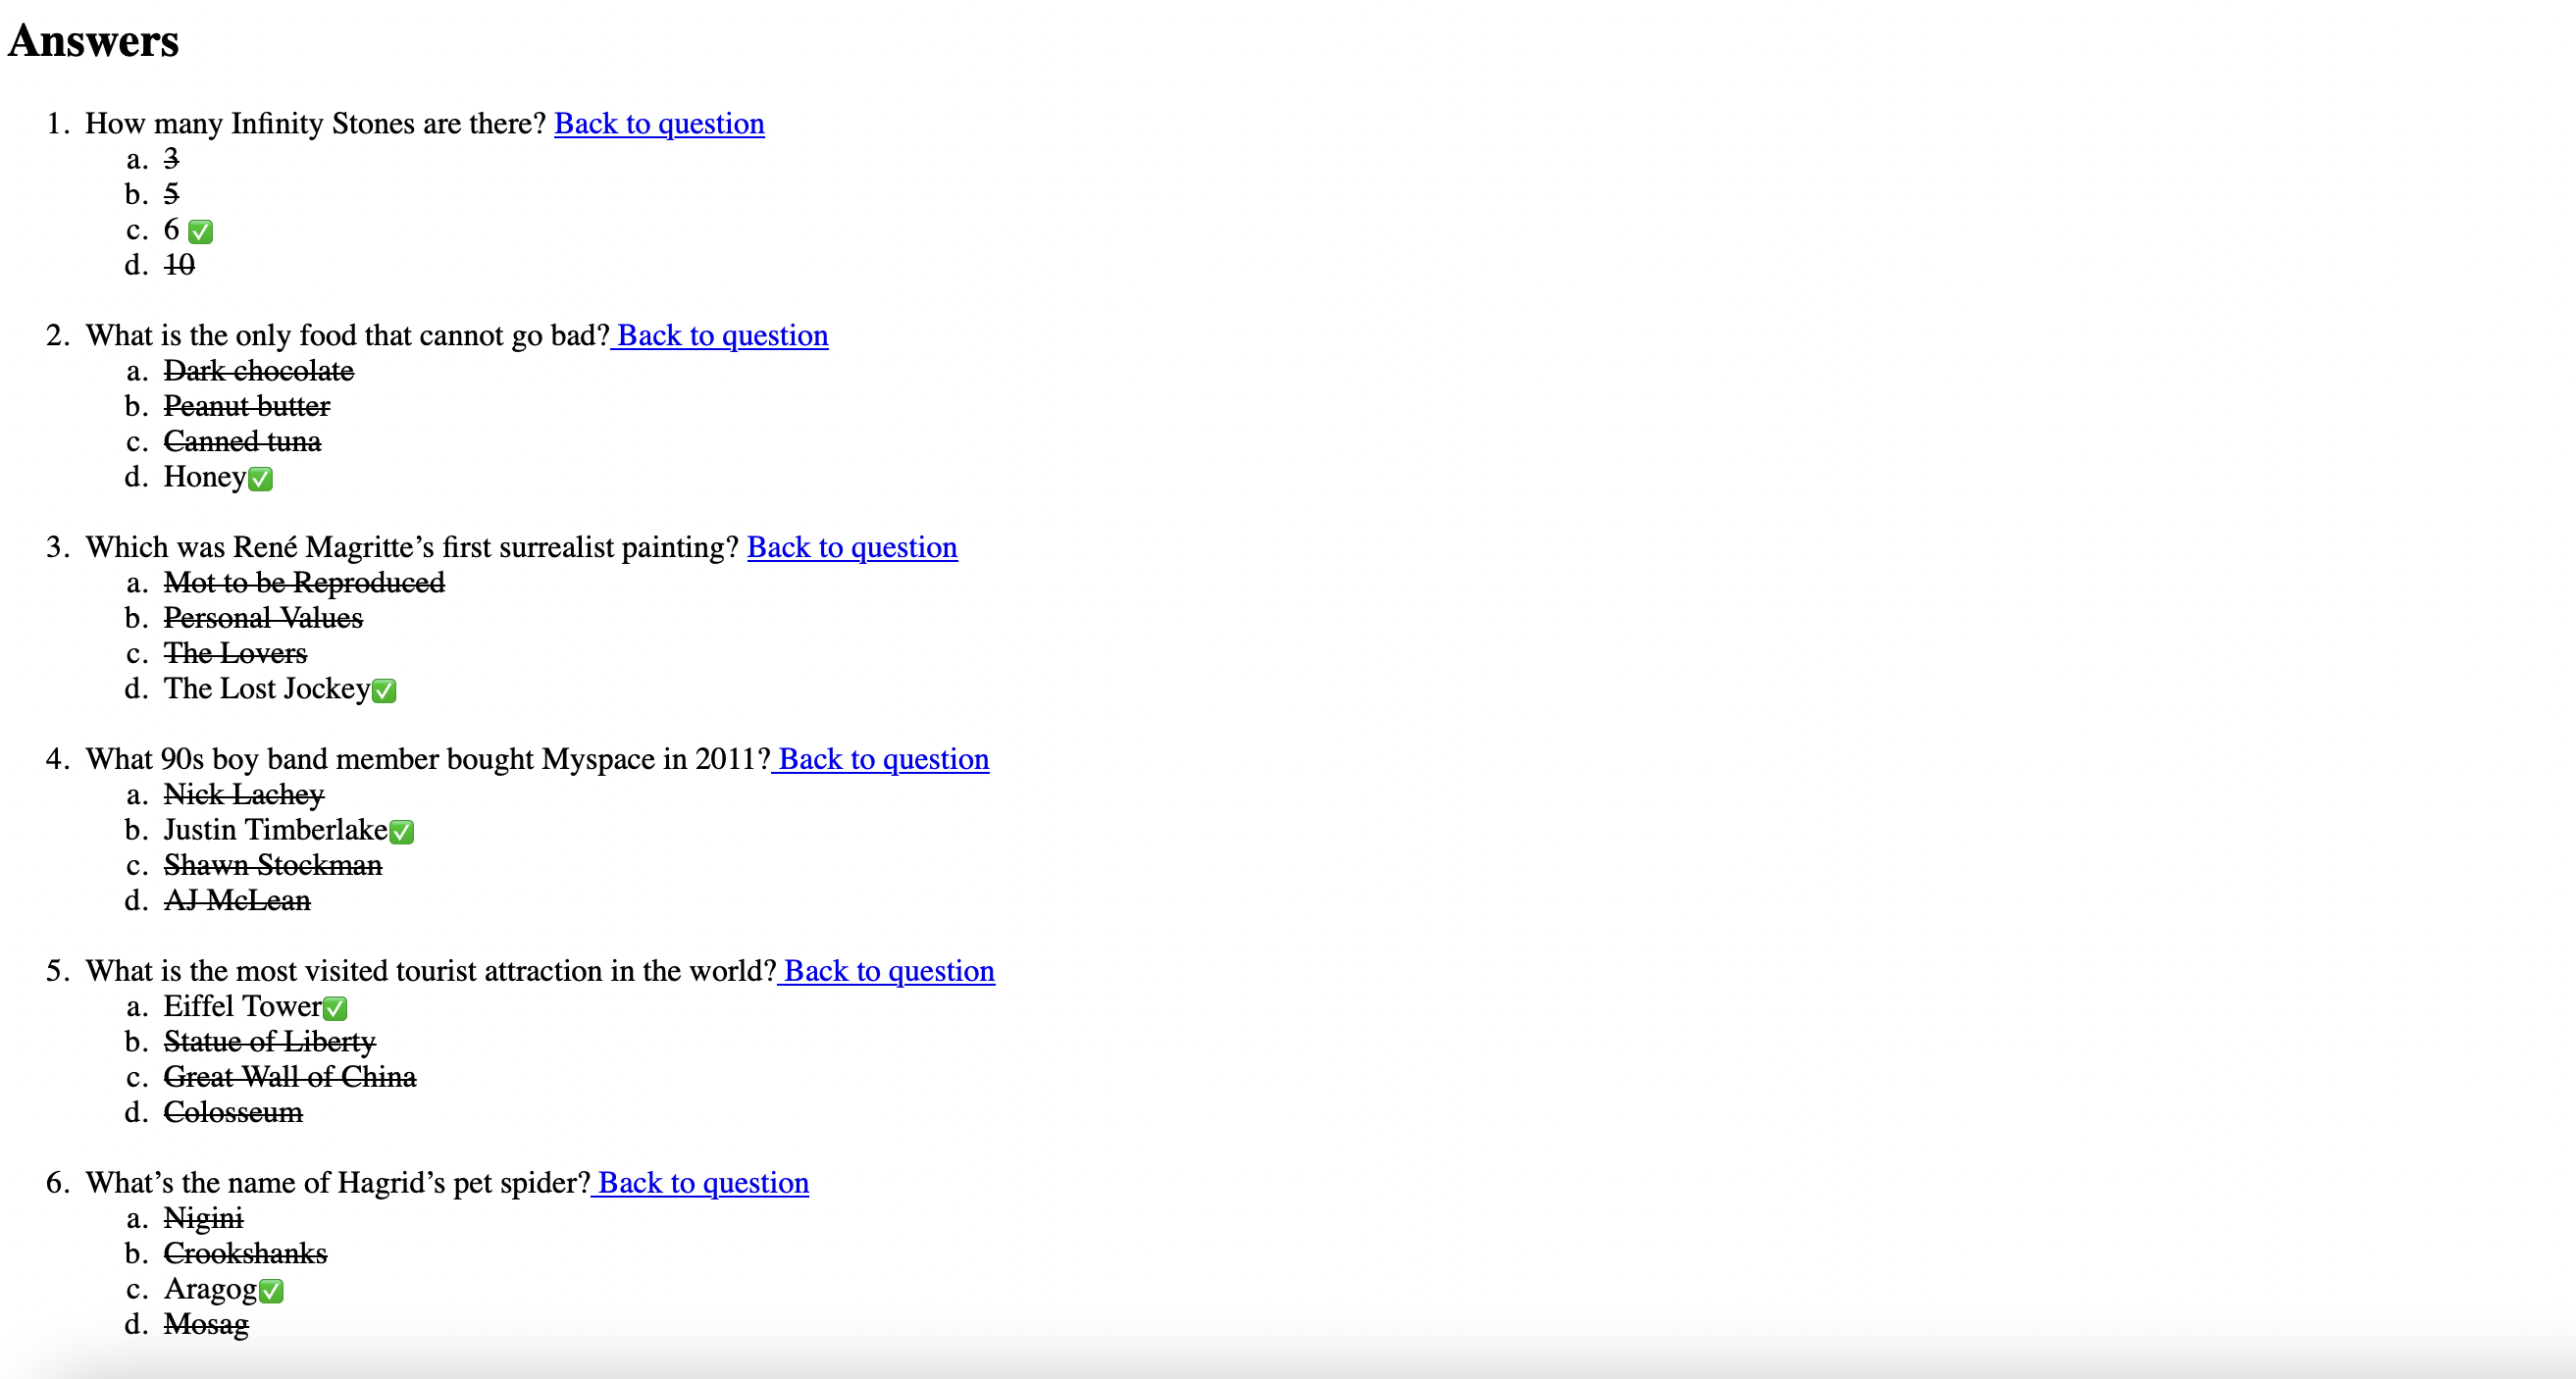 Answers
1. How many Infinity Stones are there? Back to question
a. 3
b. 5
c. 6 ✅
d. 10
2. What is the only food that cannot go bad? Back to question
a. Dark chocolate
b. Peanut butter
c. Canned tuna
d. Honey✅
3. Which was René Magritte’s first surrealist painting? Back to question
a. Mot to be Reproduced
b. Personal Values
c. The Lovers
d. The Lost Jockey✅
4. What 90s boy band member bought Myspace in 2011? Back to question
a. Nick Lachey
b. Justin Timberlake✅
c. Shawn Stockman
d. AJ McLean
5. What is the most visited tourist attraction in the world? Back to question
a. Eiffel Tower✅
b. Statue of Liberty
c. Great Wall of China
d. Colosseum
6. What’s the name of Hagrid’s pet spider? Back to question
a. Nigini
b. Crookshanks
c. Aragog✅
d. Mosag